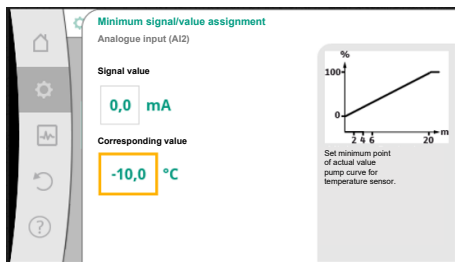 Minimum signal/value assignment
Analogue input (AI2)
Signal value
0,0 mA
Corresponding value
-10,0 °C
%
100
0
2 4 6 20
m
Set minimum point
of actual value
pump curve for
temperature sensor.
?